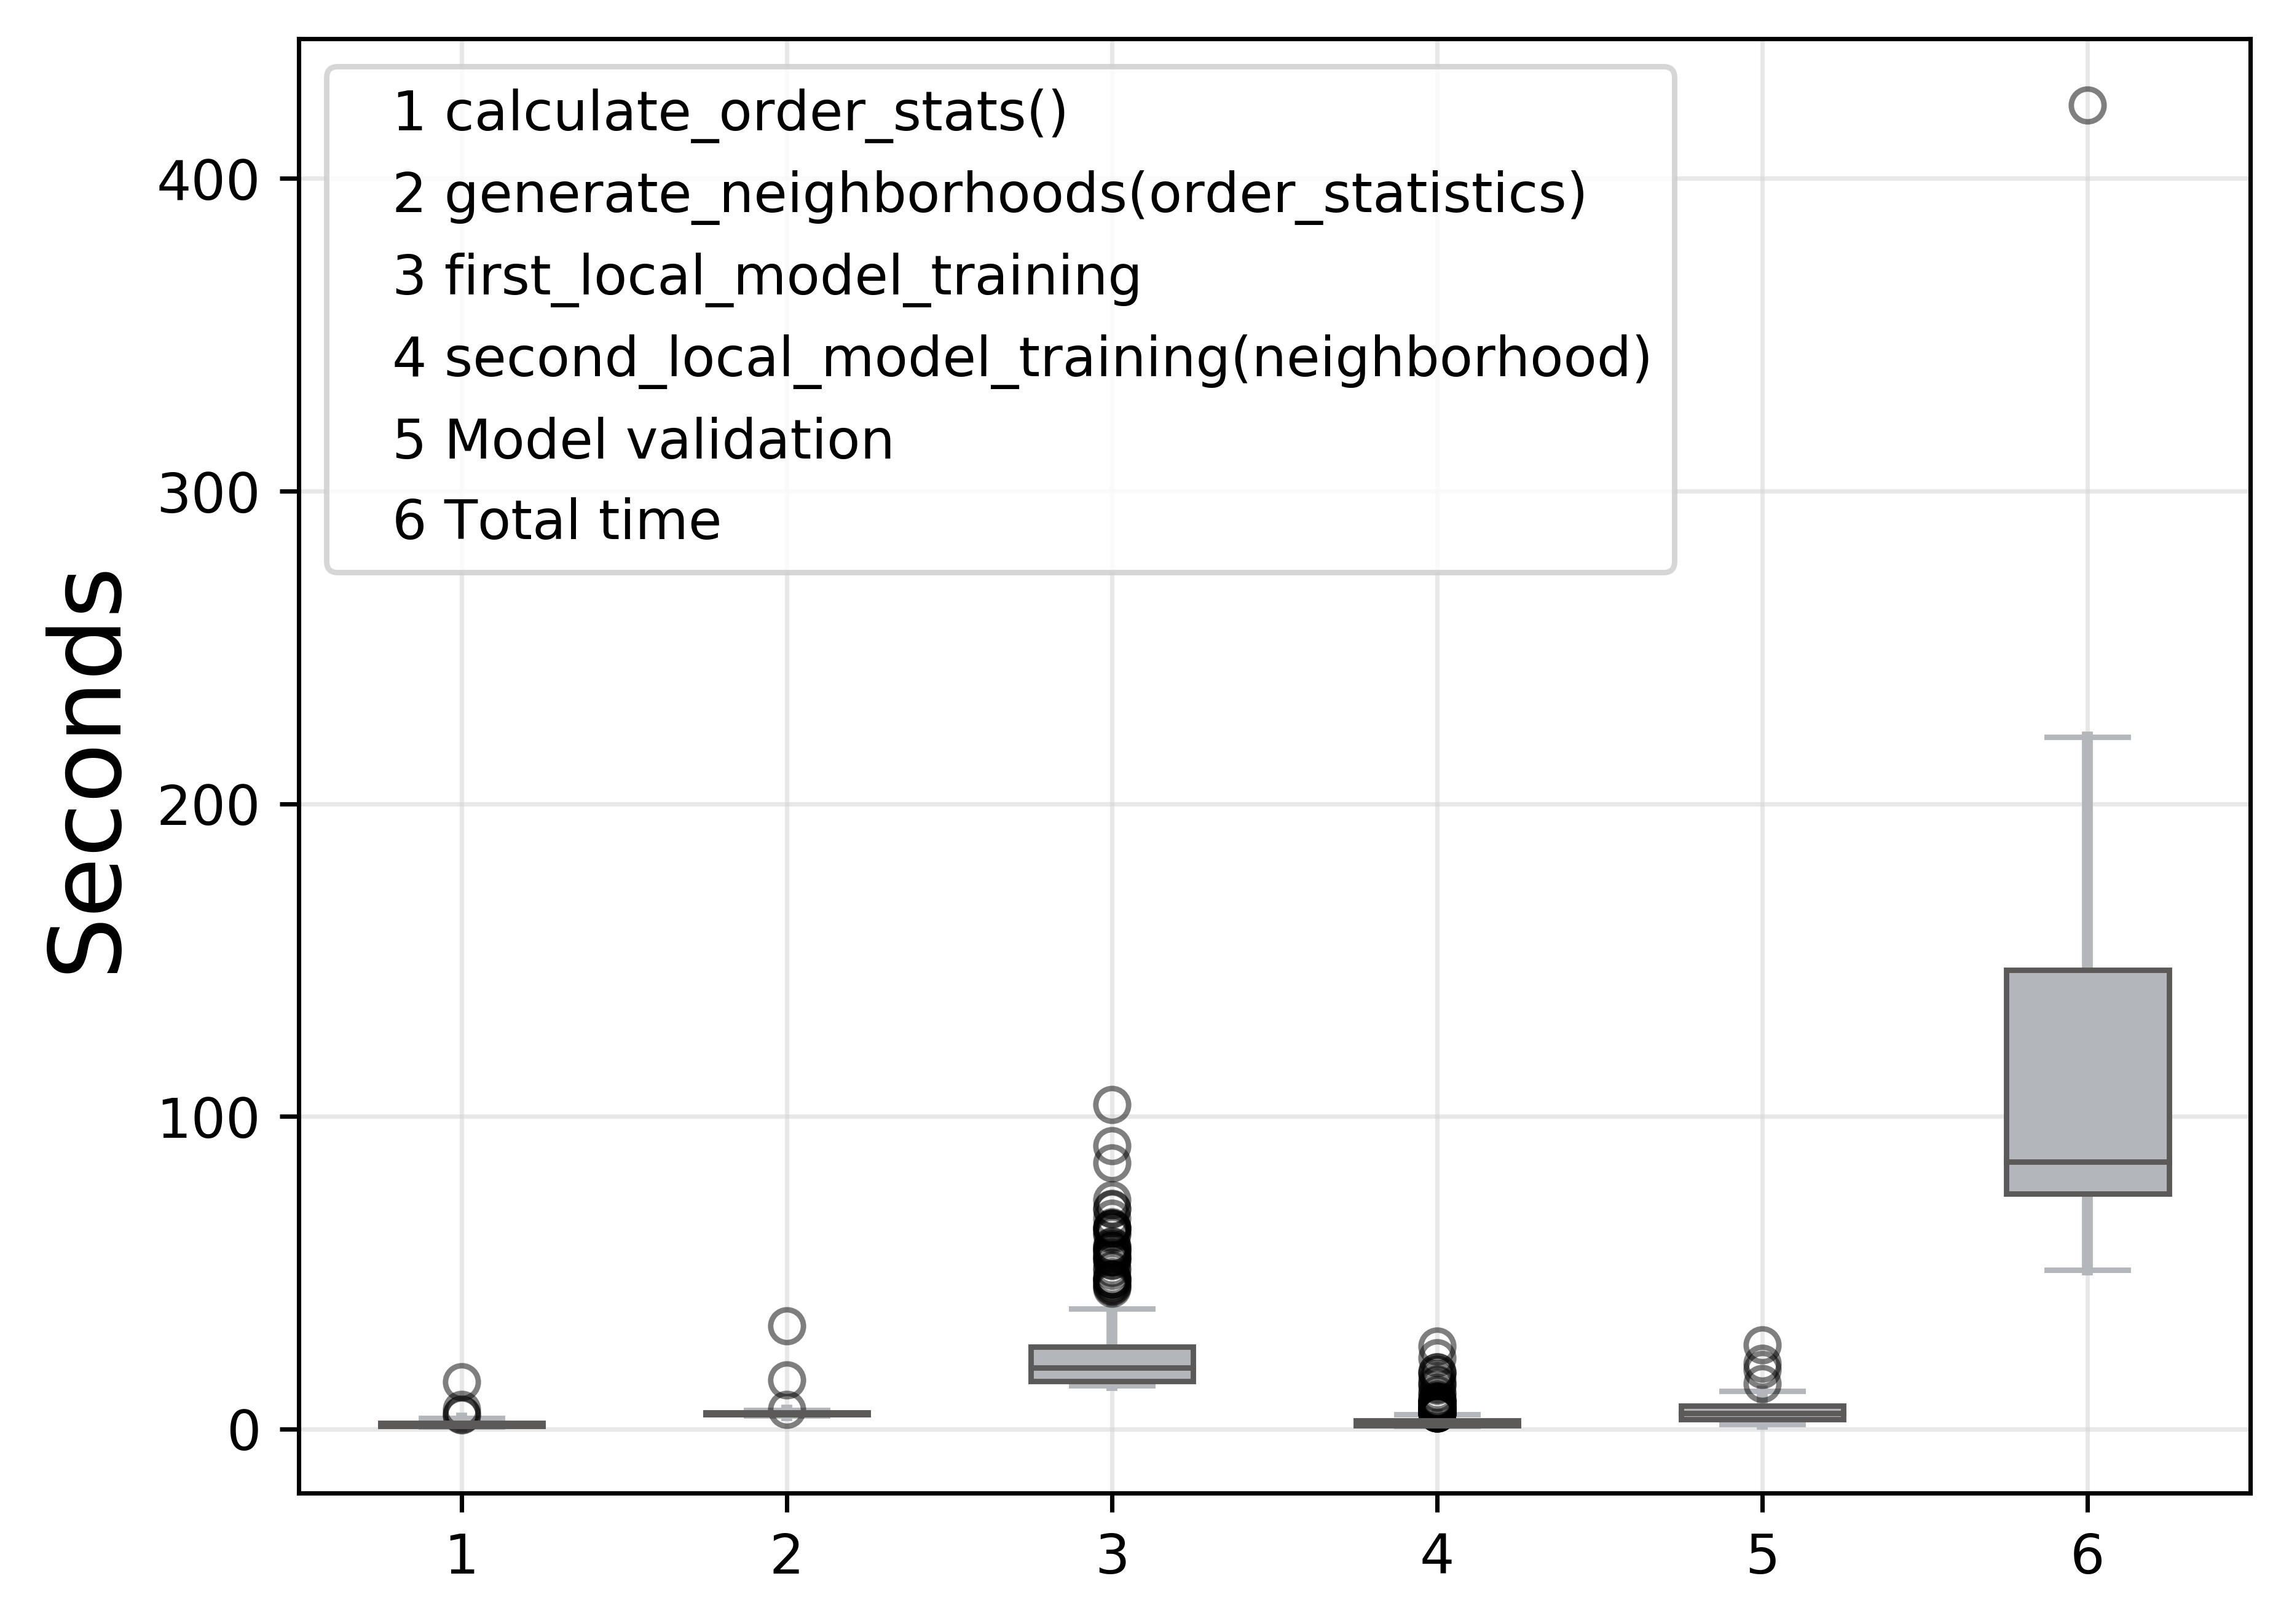 1 calculate_order_stats()
2 generate_neighborhoods(order_statistics)
3 first_local_model_training
4 second_local_model_training(neighborhood)
5 Model validation
6 Total time
Seconds
400
300
200
100
0
1 2 3 4 5 6